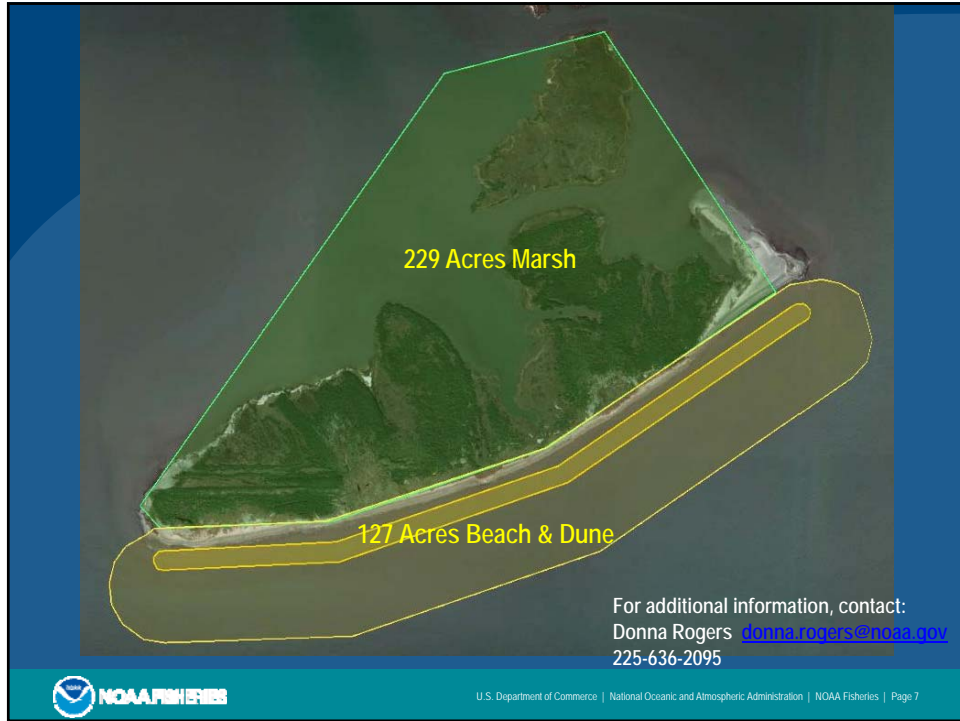 229 Acres Marsh
127 Acres Beach & Dune
For additional information, contact:
Donna Rogers donna.rogers@noaa.gov
225-636-2095
NOAA FISHERIES
U.S. Department of Commerce | National Oceanic and Atmospheric Administration | NOAA Fisheries | Page 7